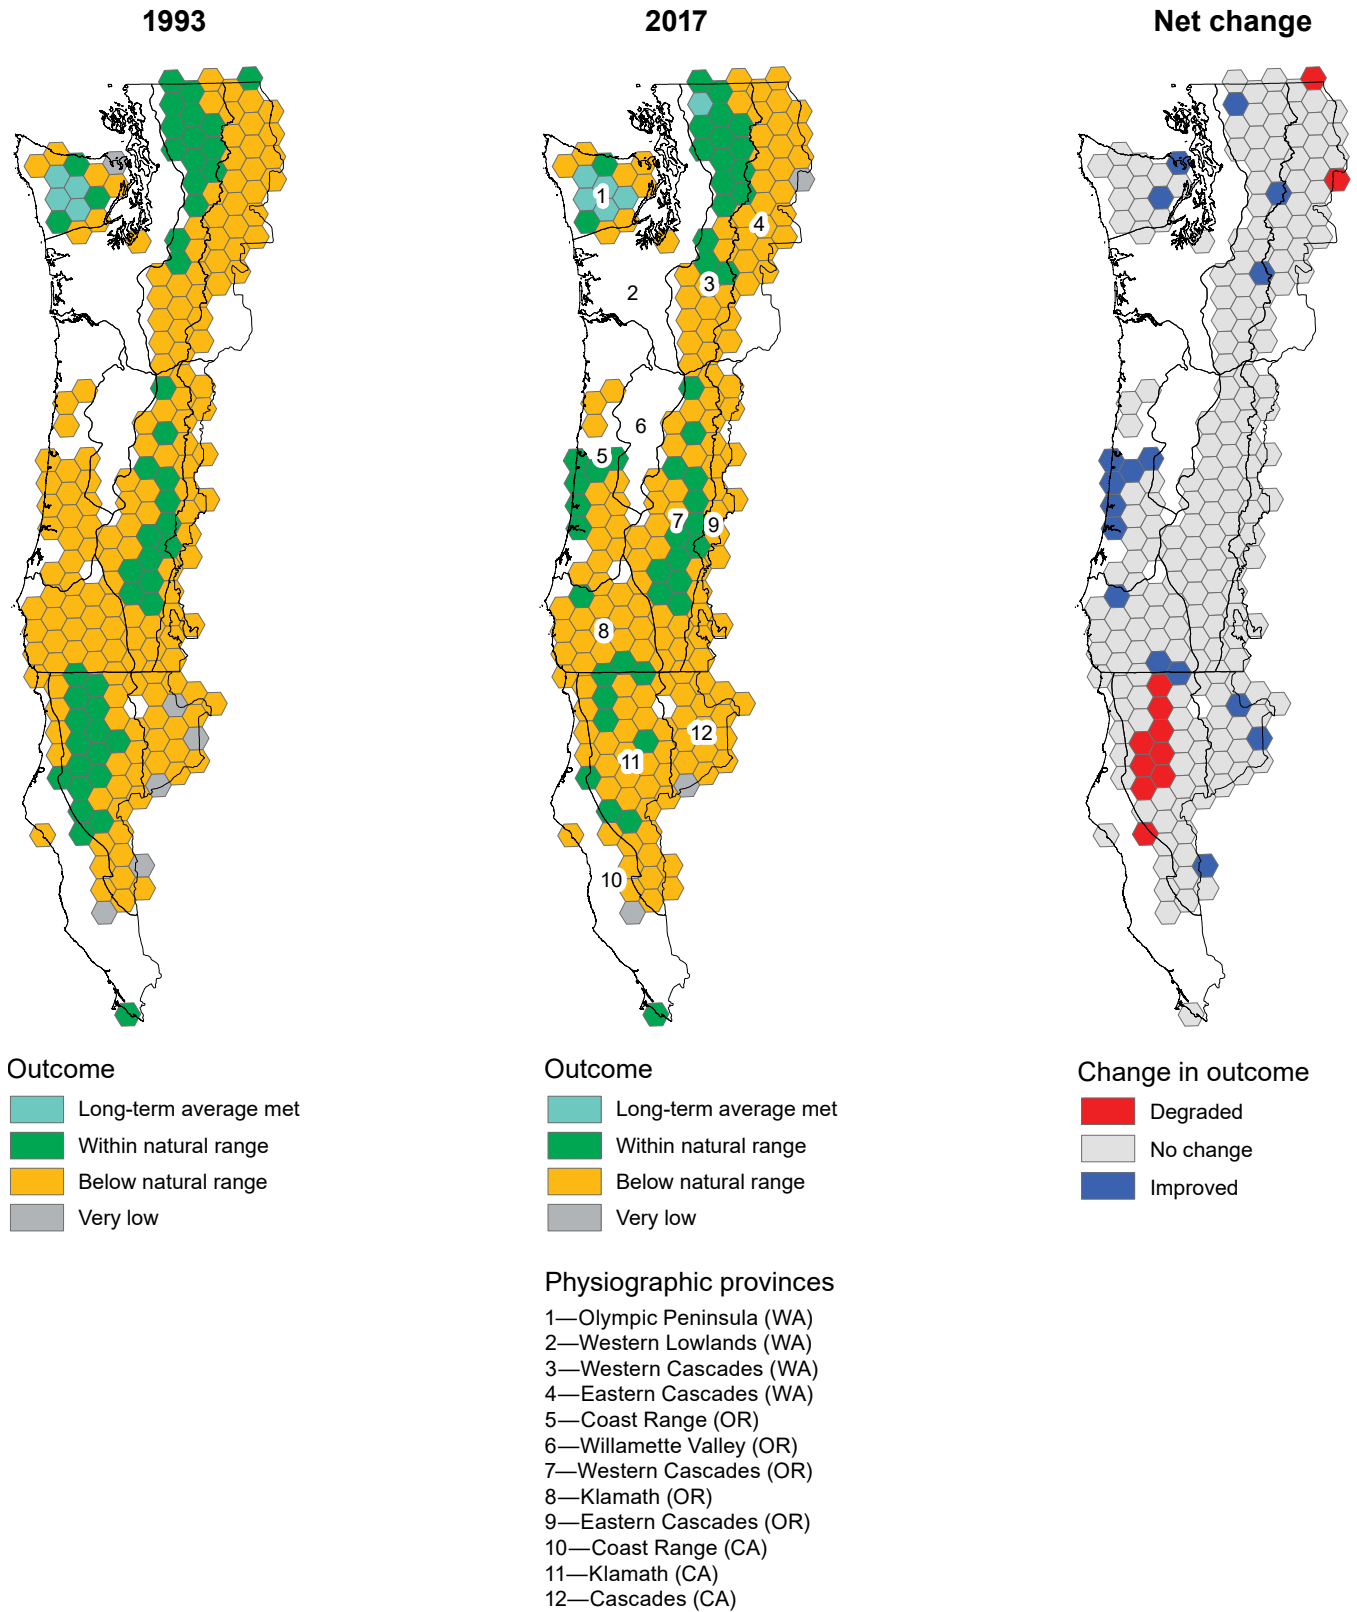 1993
2017
Net change
1
4
3
2
6
5
7
9
8
12
11
10
Outcome
Long-term average met
Within natural range
Below natural range
Very low
Outcome
Long-term average met
Within natural range
Below natural range
Very low
Change in outcome
Degraded
No change
Improved
Physiographic provinces
1—Olympic Peninsula (WA)
2—Western Lowlands (WA)
3—Western Cascades (WA)
4—Eastern Cascades (WA)
5—Coast Range (OR)
6—Willamette Valley (OR)
7—Western Cascades (OR)
8—Klamath (OR)
9—Eastern Cascades (OR)
10—Coast Range (CA)
11—Klamath (CA)
12—Cascades (CA)